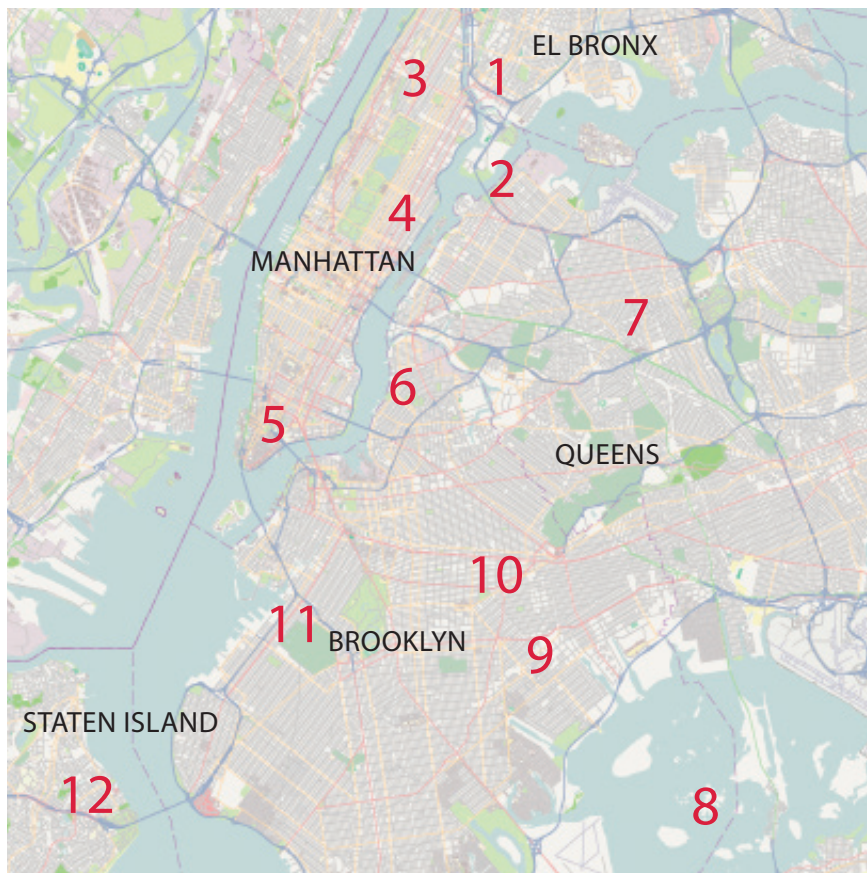 EL BRONX
1
3
2
4
MANHATTAN
7
6
5
QUEENS
10
11
BROOKLYN
9
STATEN ISLAND
12
8